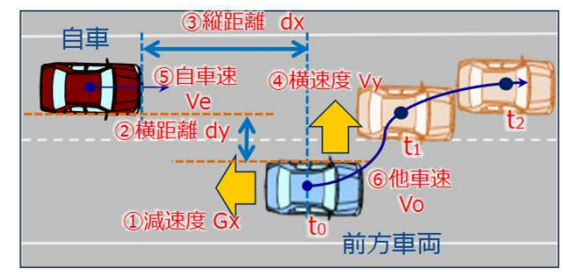 ③縦距離 dx
自車
⑤自車速
Ve
④横速度 Vy
②横距離 dy
t1
t2
⑥他車速
Vo
①減速度 Gx
t0
前方車両